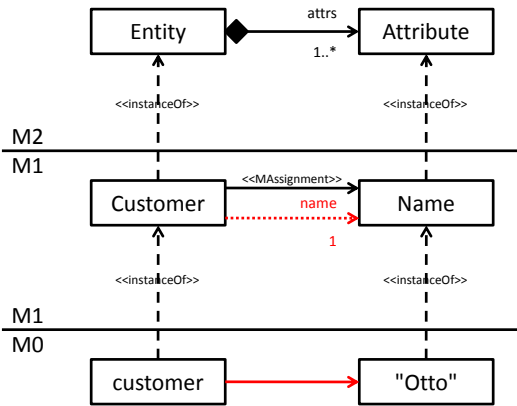 attrs
Entity
Attribute
1..*
<<instanceOf>>
<<instanceOf>>
M2
M1
<<MAssignment>>
Customer
name
Name
1
<<instanceOf>>
<<instanceOf>>
M1
M0
customer
"Otto"